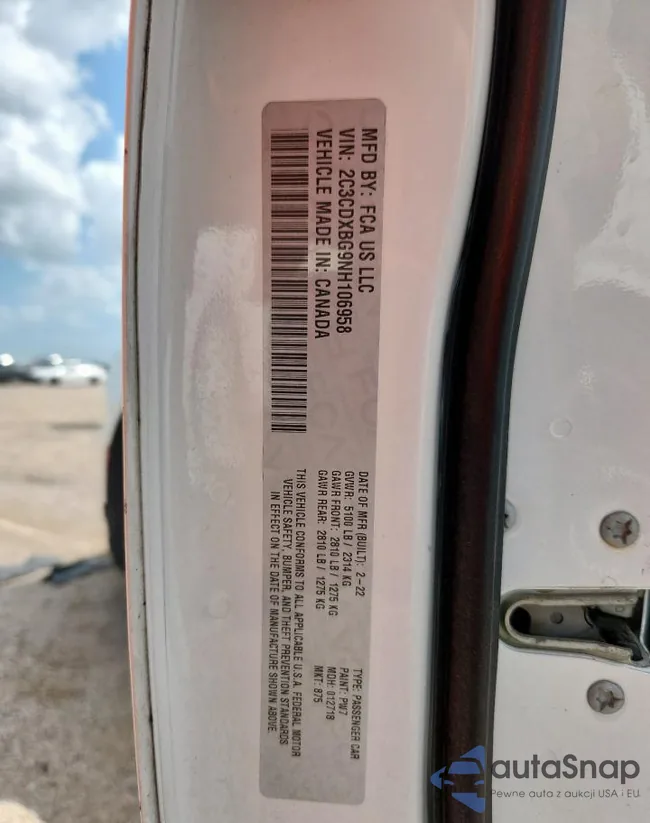 MFD BY: FCA US LLC
VIN: 2C3CDXBG9NH106958
VEHICLE MADE IN: CANADA
DATE OF MFR (BUILT): 2-22
GVWR: 5100 LB / 2314 KG
GAWR FRONT: 2810 LB / 1275 KG
GAWR REAR: 2810 LB / 1275 KG
THIS VEHICLE CONFORMS TO ALL APPLICABLE U.S.A. FEDERAL MOTOR
VEHICLE SAFETY, BUMPER, AND THEFT PREVENTION STANDARDS
IN EFFECT ON THE DATE OF MANUFACTURE SHOWN ABOVE.
TYPE: PASSENGER CAR
PAINT: PW7
MDH: 012718
MKT: 875
autaSnap
Pewne auta z aukcji USA i EU